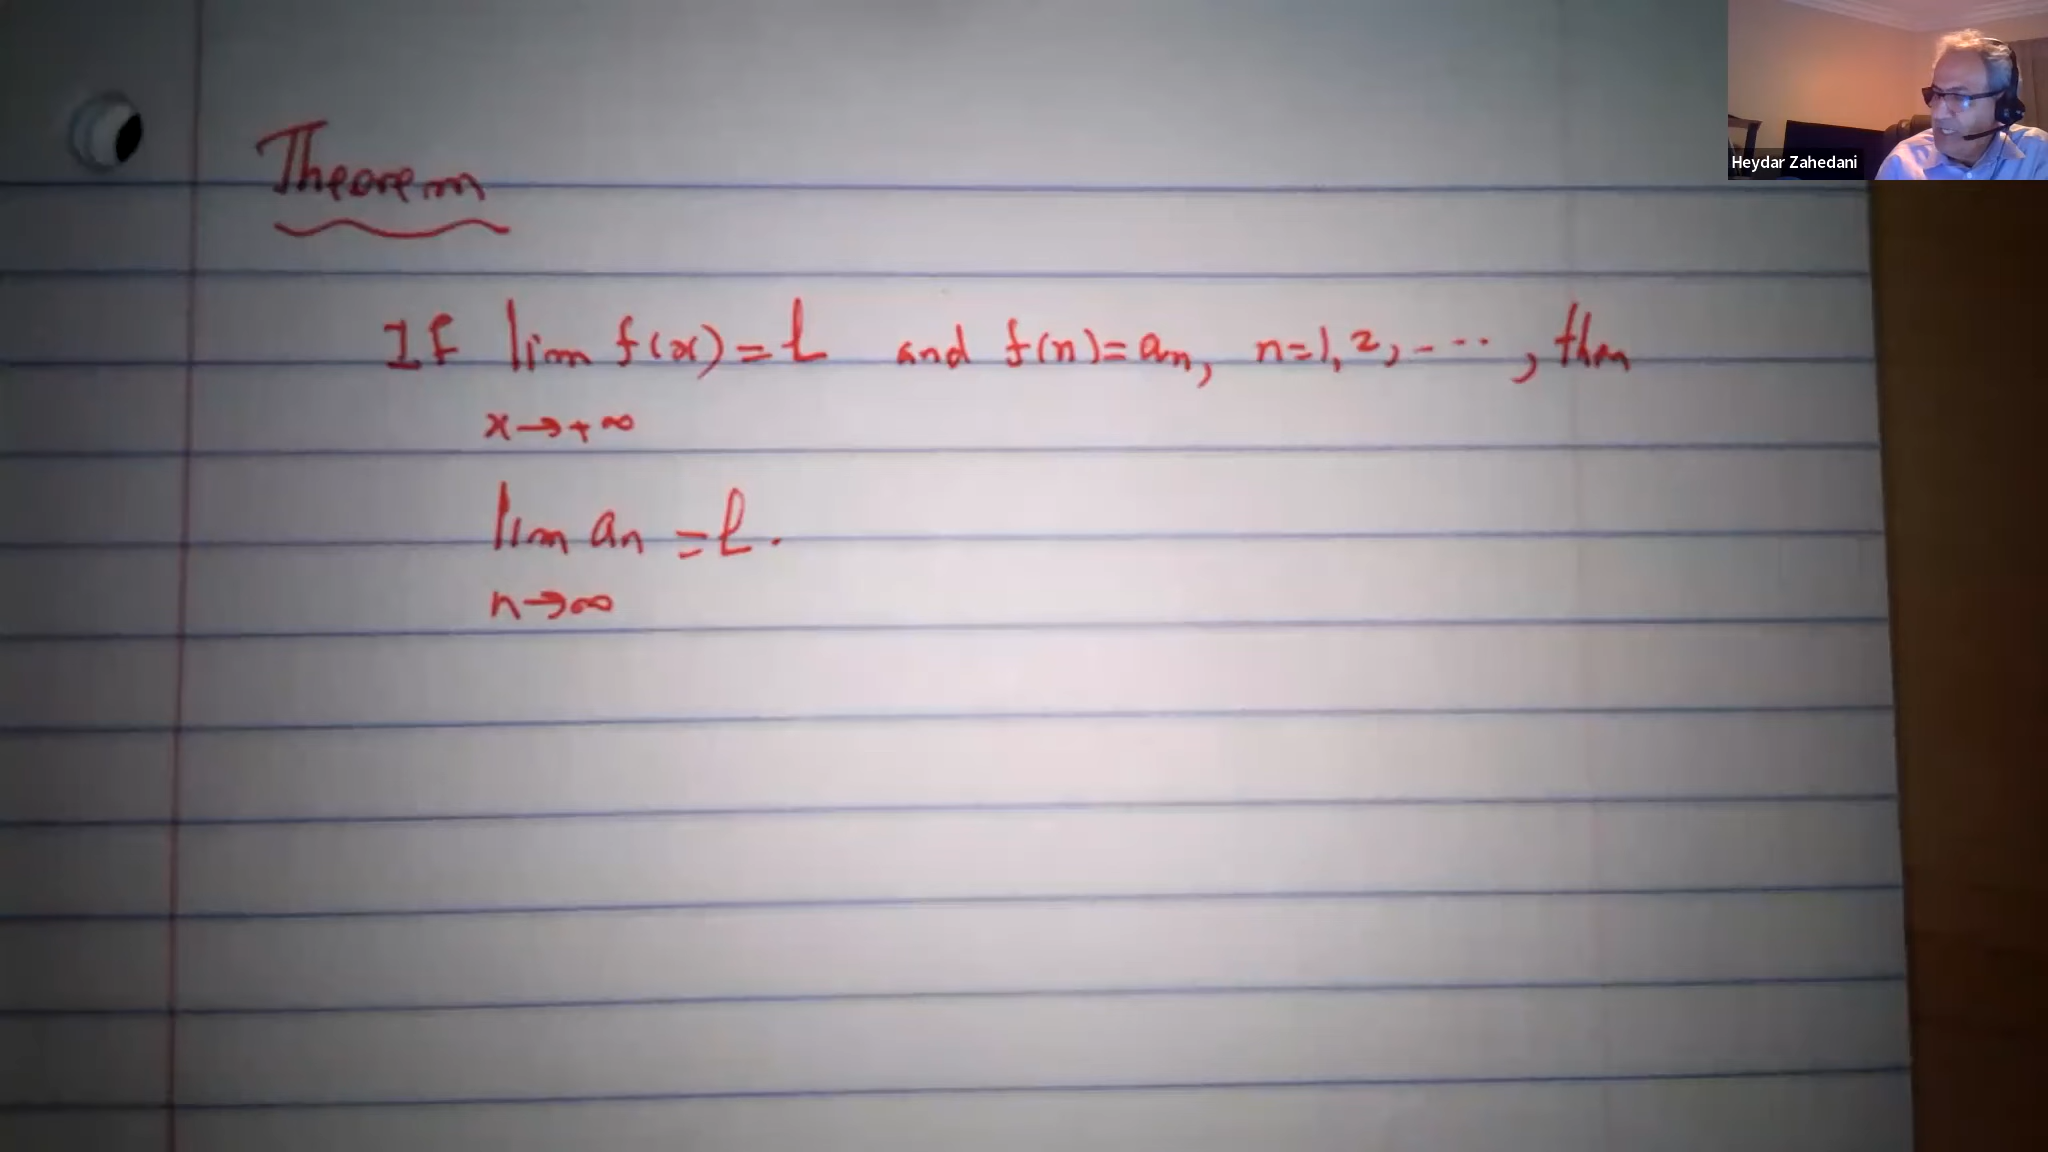 Heydar Zahedani
Theorem
If lim f(x) = L and f(n) = an, n=1, 2, - ···, then
x → +∞
lim an = L.
n → ∞